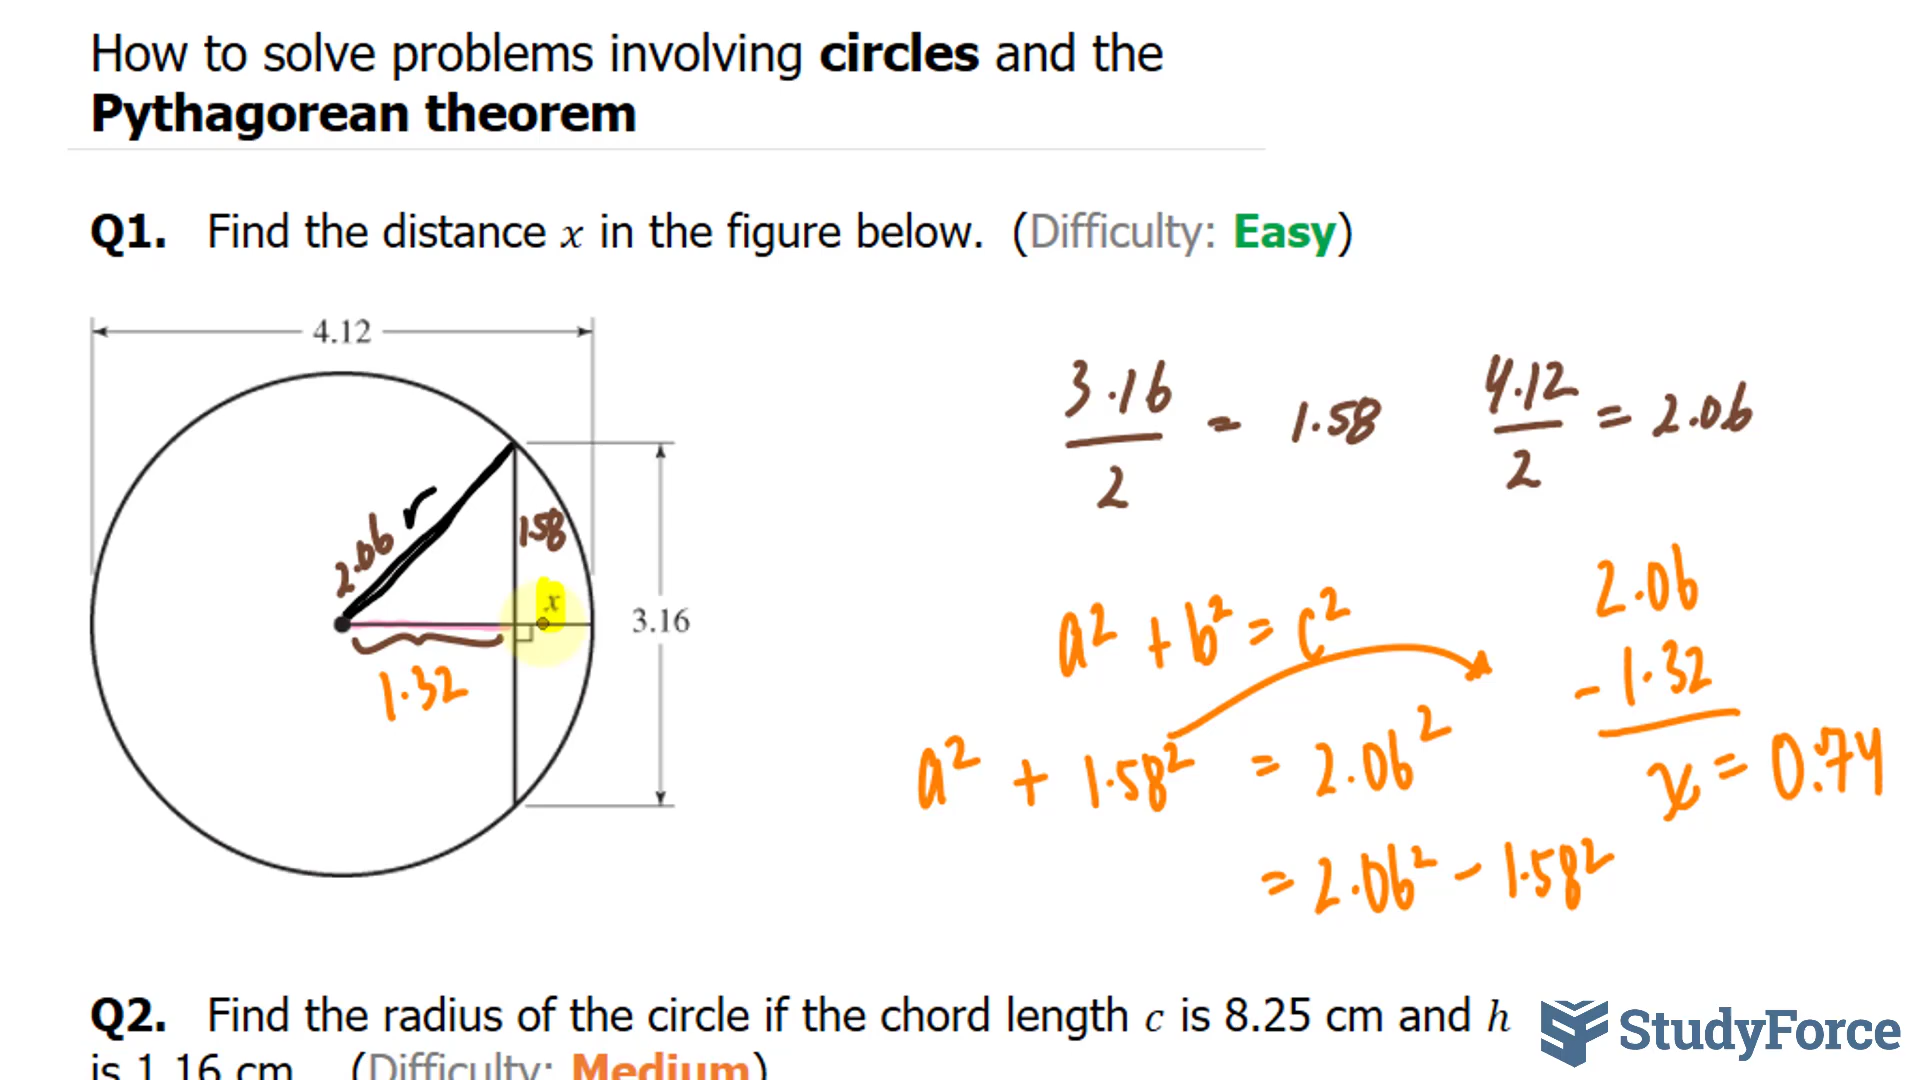 How to solve problems involving circles and the
Pythagorean theorem
Q1. Find the distance x in the figure below. (Difficulty: Easy)
4.12
3.16/2 = 1.58
4.12/2 = 2.06
2.06 r
1.58
x
3.16
1.32
a² + b² = c²
a² + 1.58² = 2.06²
= 2.06² - 1.58²
2.06
- 1.32
x = 0.74
Q2. Find the radius of the circle if the chord length c is 8.25 cm and h
is 1.16 cm. (Difficulty: Medium)
StudyForce